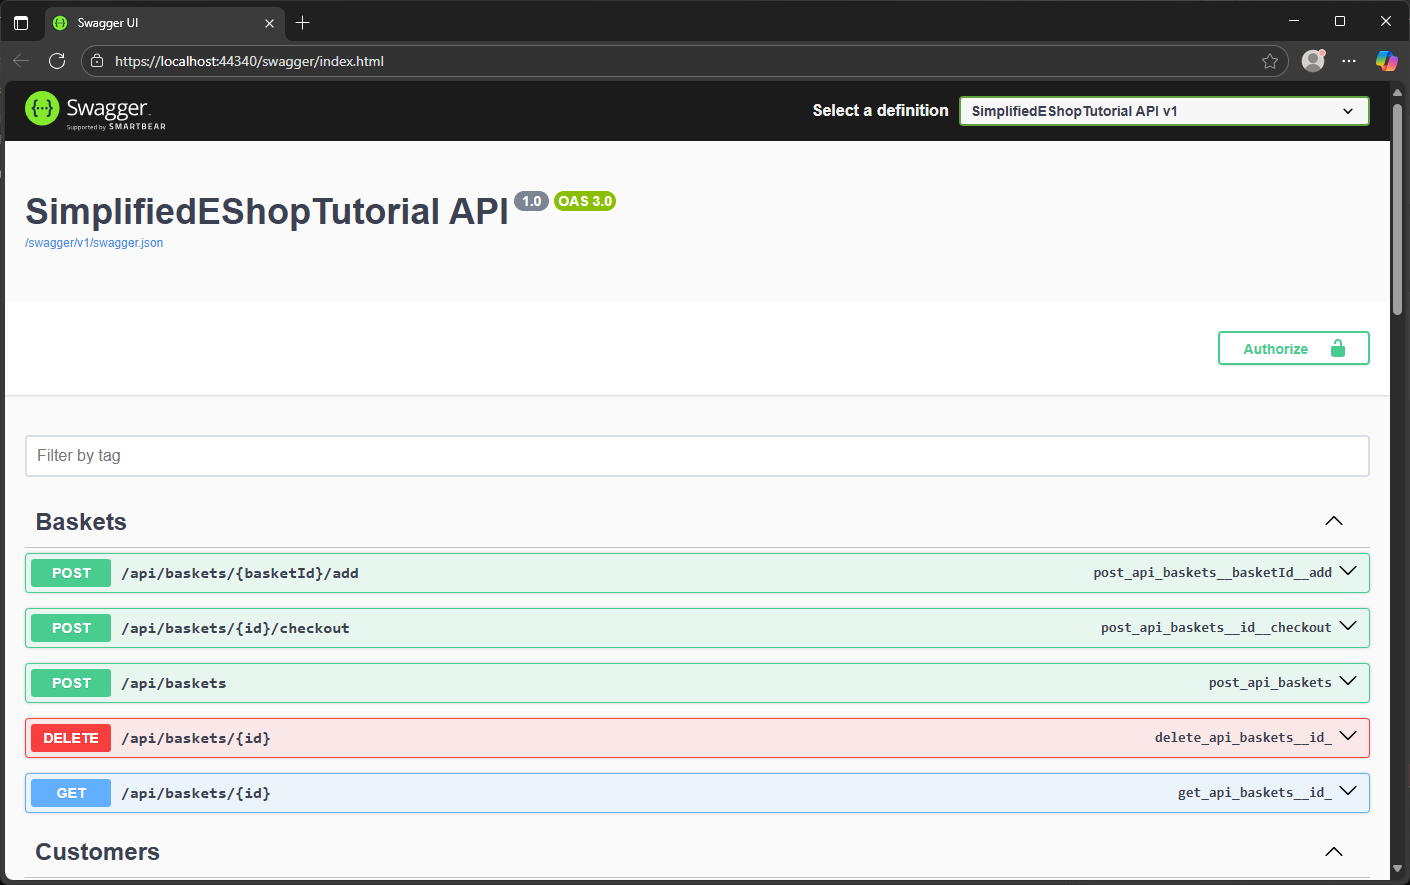 Swagger UI
https://localhost:44340/swagger/index.html
Swagger
Supported by SMARTBEAR
Select a definition
SimplifiedEShopTutorial API v1
SimplifiedEShopTutorial API 1.0 OAS 3.0
/swagger/v1/swagger.json
Authorize
Filter by tag
Baskets
POST /api/baskets/{basketId}/add post_api_baskets__basketId__add
POST /api/baskets/{id}/checkout post_api_baskets__id__checkout
POST /api/baskets post_api_baskets
DELETE /api/baskets/{id} delete_api_baskets__id_
GET /api/baskets/{id} get_api_baskets__id_
Customers